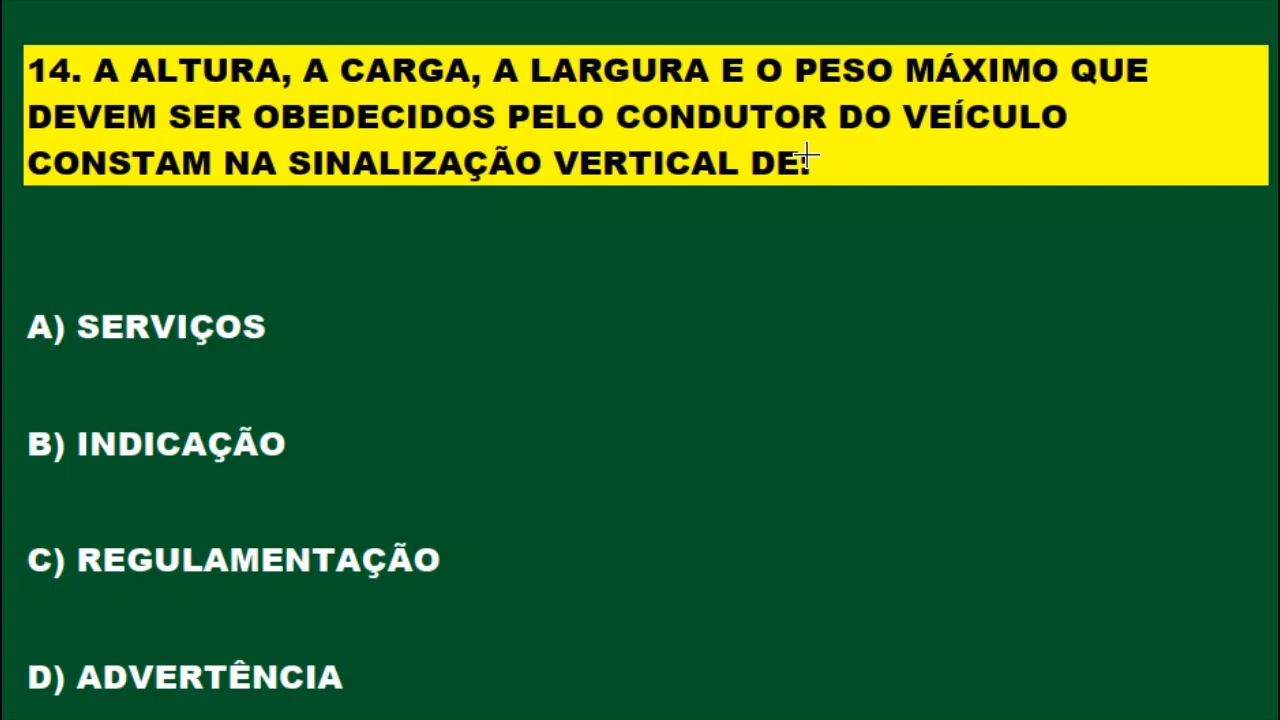 14. A ALTURA, A CARGA, A LARGURA E O PESO MÁXIMO QUE
DEVEM SER OBEDECIDOS PELO CONDUTOR DO VEÍCULO
CONSTAM NA SINALIZAÇÃO VERTICAL DE:
A) SERVIÇOS
B) INDICAÇÃO
C) REGULAMENTAÇÃO
D) ADVERTÊNCIA